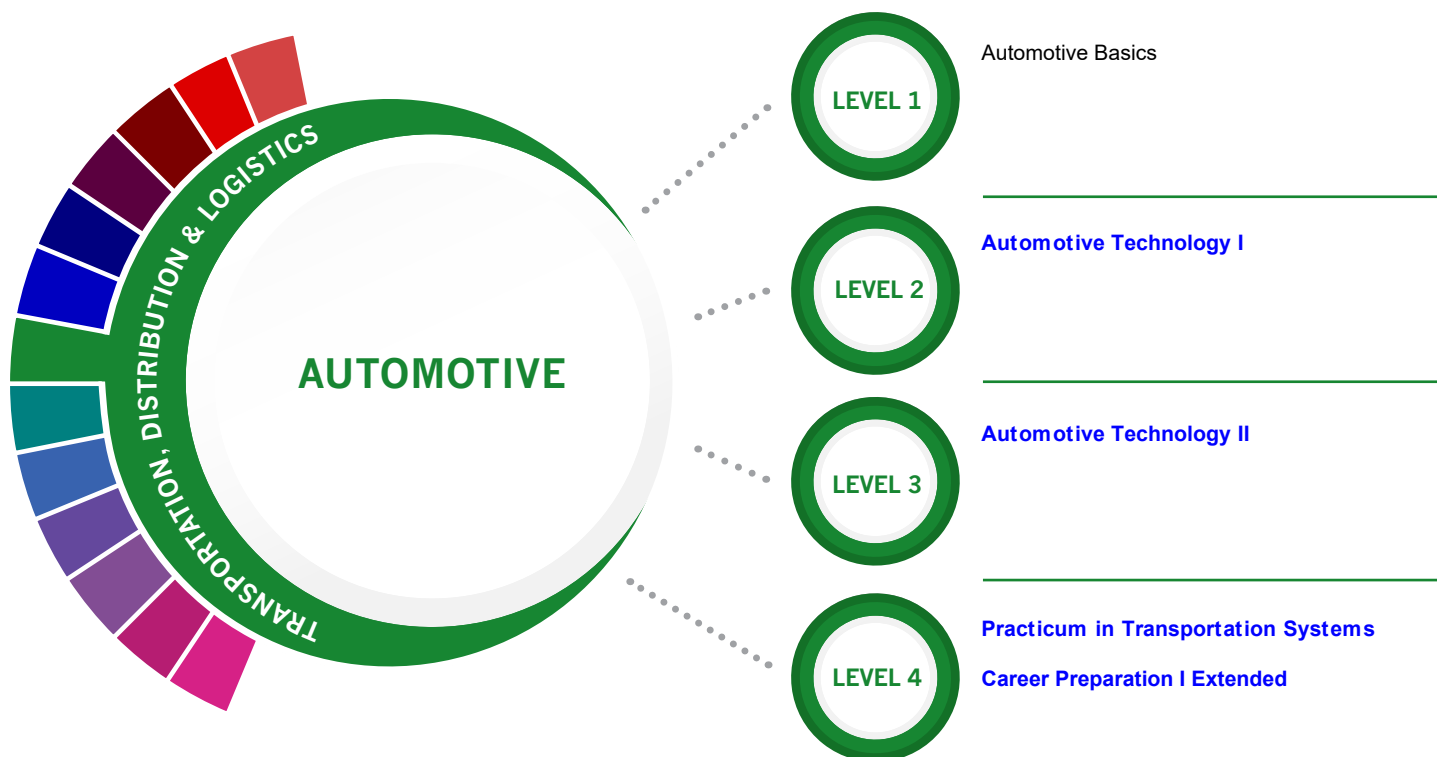 TRANSPORTATION, DISTRIBUTION & LOGISTICS
AUTOMOTIVE
LEVEL 1
Automotive Basics
LEVEL 2
Automotive Technology I
LEVEL 3
Automotive Technology II
LEVEL 4
Practicum in Transportation Systems
Career Preparation I Extended